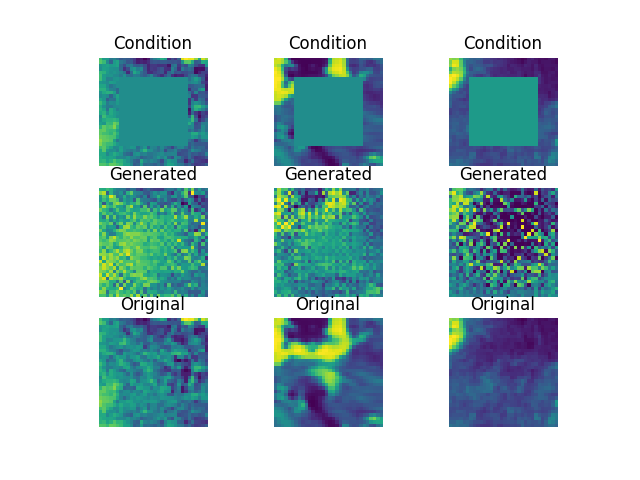 Condition Condition Condition
Generated Generated Generated
Original Original Original